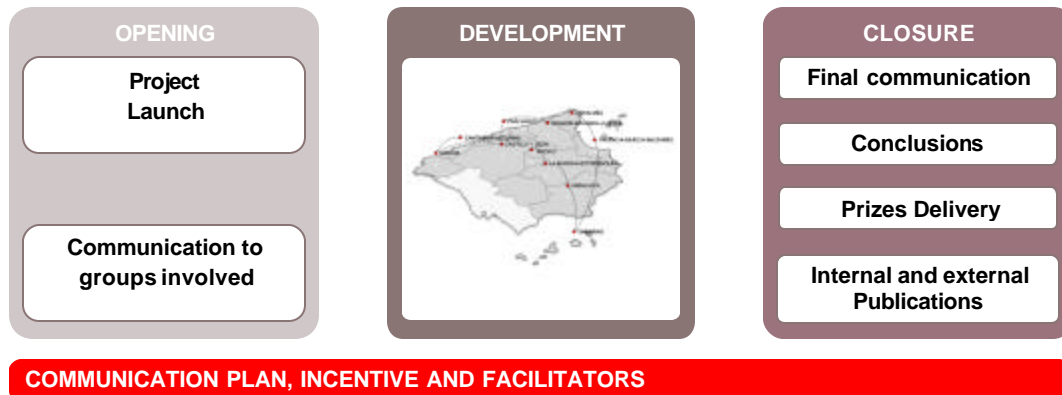 OPENING
Project
Launch
Communication to
groups involved
DEVELOPMENT
CLOSURE
Final communication
Conclusions
Prizes Delivery
Internal and external
Publications
COMMUNICATION PLAN, INCENTIVE AND FACILITATORS